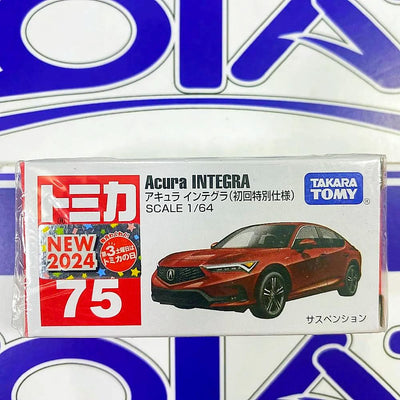 トミカ
Acura INTEGRA
アキュラ インテグラ(初回特別仕様)
SCALE 1/64
TAKARA
TOMY
NEW
2024
第3土曜日は
トミカの日
75
サスペンション